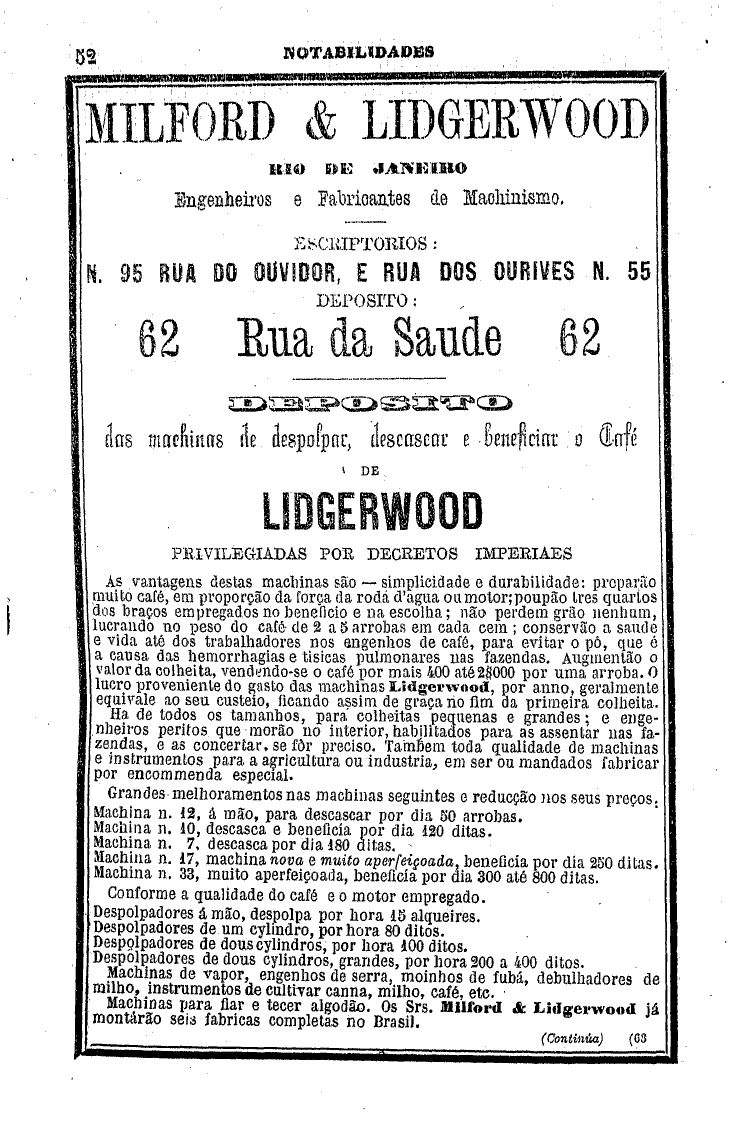 52
NOTABILIDADES
MILFORD & LIDGERWOOD
RIO DE JANEIRO
Engenheiros e Fabricantes de Machinismo.
ESCRIPTORIOS:
N. 95 RUA DO OUVIDOR, E RUA DOS OURIVES N. 55
DEPOSITO:
62 Rua da Saude 62
DEPOSITO
das machinas de despolpar, descascar e beneficiar o Café
DE
LIDGERWOOD
PRIVILEGIADAS POR DECRETOS IMPERIAES
As vantagens destas machinas são — simplicidade e durabilidade: preparão
muito café, em proporção da força da roda d'agua ou motor; poupão tres quartos
dos braços empregados no beneficio e na escolha; não perdem grão nenhum,
lucrando no peso do café de 2 a 5 arrobas em cada cem; conservão a saude
e vida até dos trabalhadores nos engenhos de café, para evitar o pô, que é
a causa das hemorrhagias e tisicas pulmonares nas fazendas. Augmentão o
valor da colheita, vendendo-se o café por mais 400 até 2$000 por uma arroba. O
lucro proveniente do gasto das machinas Lidgerwood, por anno, geralmente
equivale ao seu custeio, ficando assim de graça no fim da primeira colheita.
Ha de todos os tamanhos, para colheitas pequenas e grandes; e enge-
nheiros peritos que morão no interior, habilitados para as assentar nas fa-
zendas, e as concertar, se fôr preciso. Tambem toda qualidade de machinas
e instrumentos para a agricultura ou industria, em ser ou mandados fabricar
por encommenda especial.
Grandes melhoramentos nas machinas seguintes e reducção nos seus preços.
Machina n. 12, á mão, para descascar por dia 50 arrobas.
Machina n. 10, descasca e beneficia por dia 120 ditas.
Machina n. 7, descasca por dia 180 ditas.
Machina n. 17, machina nova e muito aperfeiçoada, beneficia por dia 250 ditas.
Machina n. 33, muito aperfeiçoada, beneficia por dia 300 até 800 ditas.
Conforme a qualidade do café e o motor empregado.
Despolpadores á mão, despolpa por hora 15 alqueires.
Despolpadores de um cylindro, por hora 80 ditos.
Despolpadores de dous cylindros, por hora 100 ditos.
Despolpadores de dous cylindros, grandes, por hora 200 a 400 ditos.
Machinas de vapor, engenhos de serra, moinhos de fubá, debulhadores de
milho, instrumentos de cultivar canna, milho, café, etc.
Machinas para fiar e tecer algodão. Os Srs. Milford & Lidgerwood já
montárão seis fabricas completas no Brasil.
(Continúa) (63